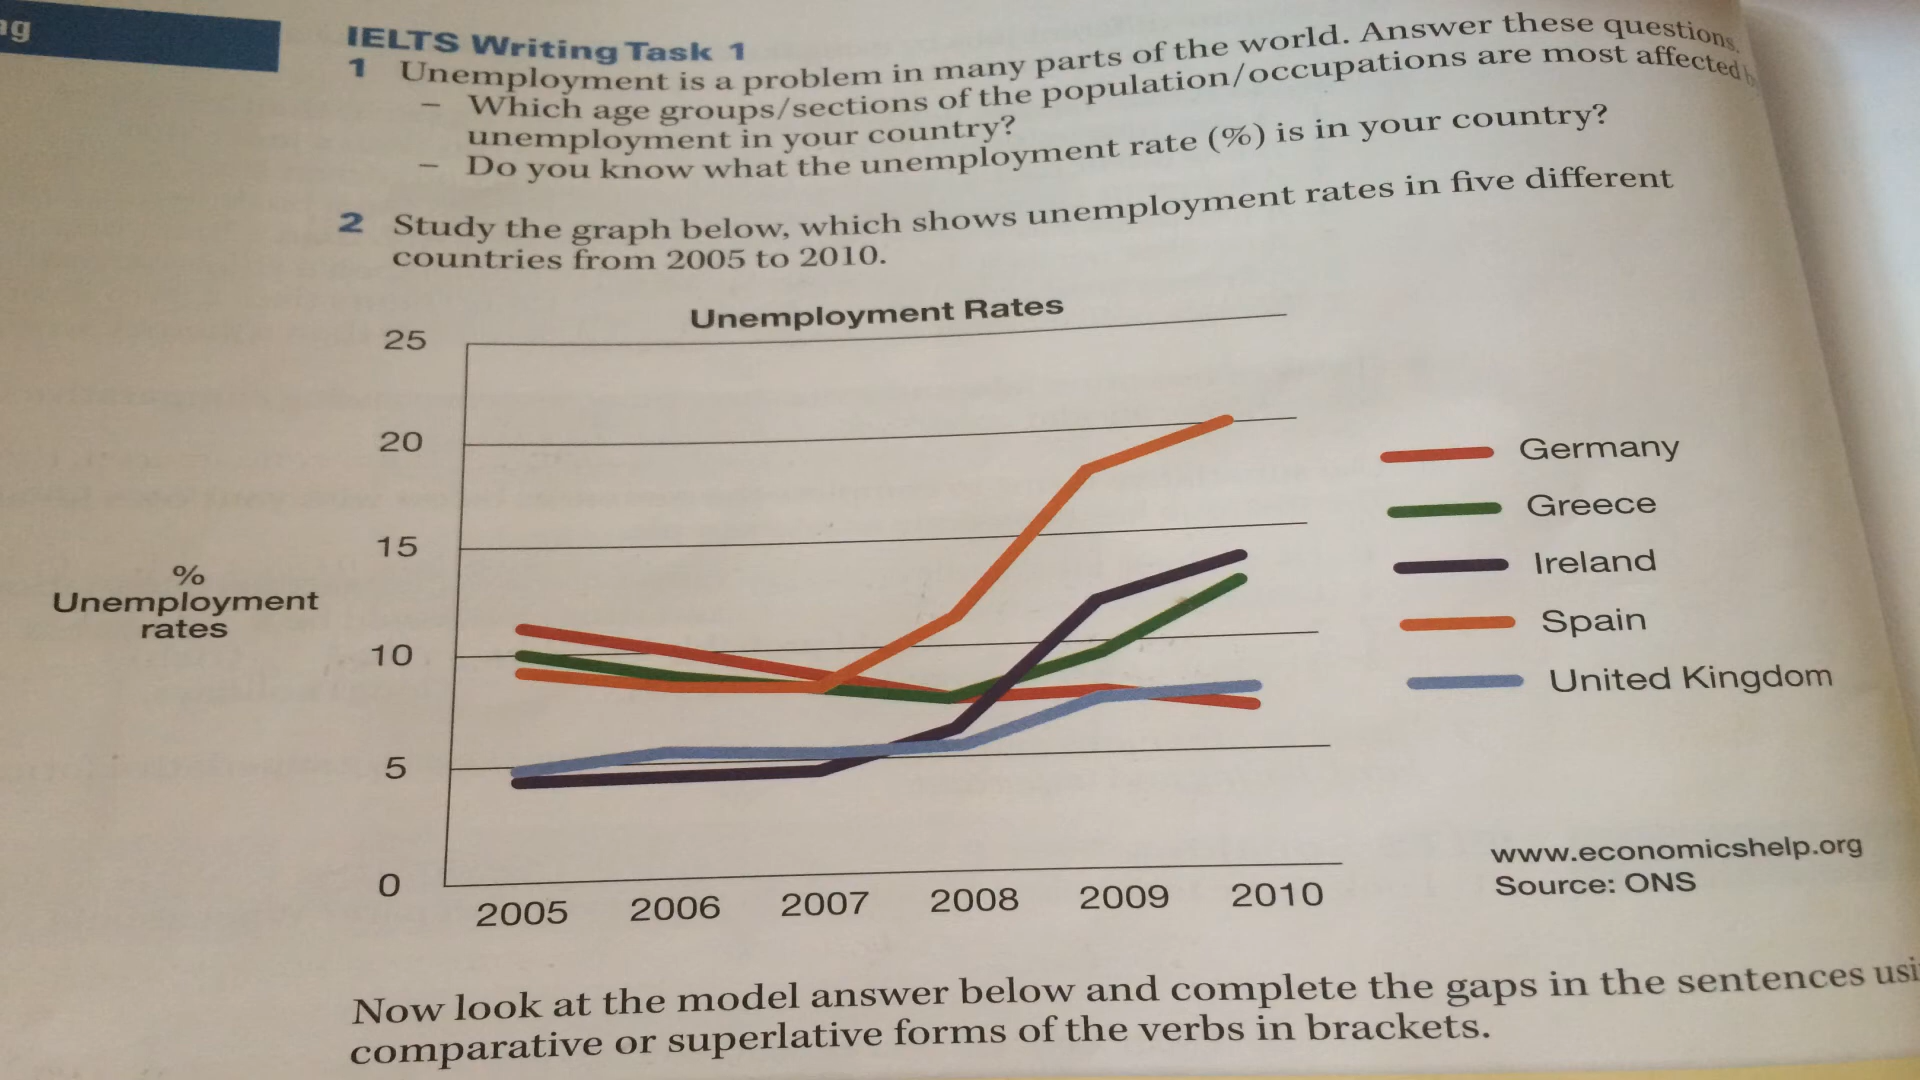 IELTS Writing Task 1
1 Unemployment is a problem in many parts of the world. Answer these questions.
– Which age groups/sections of the population/occupations are most affected
unemployment in your country?
– Do you know what the unemployment rate (%) is in your country?
2 Study the graph below, which shows unemployment rates in five different
countries from 2005 to 2010.
Unemployment Rates
25
20
15
10
5
0
%
Unemployment
rates
2005 2006 2007 2008 2009 2010
Germany
Greece
Ireland
Spain
United Kingdom
www.economicshelp.org
Source: ONS
Now look at the model answer below and complete the gaps in the sentences
comparative or superlative forms of the verbs in brackets.